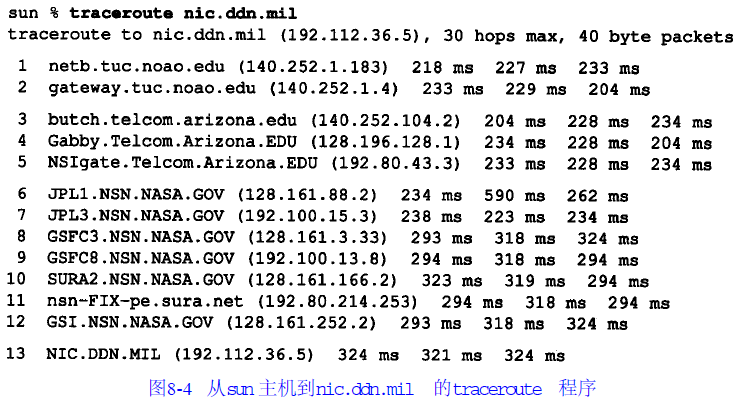 sun % traceroute nic.ddn.mil
traceroute to nic.ddn.mil (192.112.36.5), 30 hops max, 40 byte packets
1 netb.tuc.noao.edu (140.252.1.183) 218 ms 227 ms 233 ms
2 gateway.tuc.noao.edu (140.252.1.4) 233 ms 229 ms 204 ms
3 butch.telcom.arizona.edu (140.252.104.2) 204 ms 228 ms 234 ms
4 Gabby.Telcom.Arizona.EDU (128.196.128.1) 234 ms 228 ms 204 ms
5 NSIgate.Telcom.Arizona.EDU (192.80.43.3) 233 ms 228 ms 234 ms
6 JPL1.NSN.NASA.GOV (128.161.88.2) 234 ms 590 ms 262 ms
7 JPL3.NSN.NASA.GOV (192.100.15.3) 238 ms 223 ms 234 ms
8 GSFC3.NSN.NASA.GOV (128.161.3.33) 293 ms 318 ms 324 ms
9 GSFC8.NSN.NASA.GOV (192.100.13.8) 294 ms 318 ms 294 ms
10 SURA2.NSN.NASA.GOV (128.161.166.2) 323 ms 319 ms 294 ms
11 nsn-FIX-pe.sura.net (192.80.214.253) 294 ms 318 ms 294 ms
12 GSI.NSN.NASA.GOV (128.161.252.2) 293 ms 318 ms 324 ms
13 NIC.DDN.MIL (192.112.36.5) 324 ms 321 ms 324 ms
图8-4 从sun主机到nic.ddn.mil 的traceroute 程序